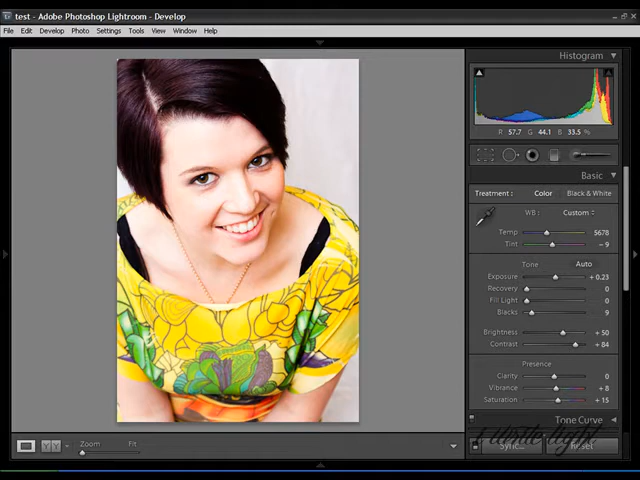 test - Adobe Photoshop Lightroom - Develop
File Edit Develop Photo Settings Tools View Window Help
Histogram
R 57.7 G 44.1 B 33.5 %
Basic
Treatment : Color Black & White
WB : Custom
Temp 5678
Tint - 9
Tone Auto
Exposure + 0.23
Recovery 0
Fill Light 0
Blacks 9
Brightness + 50
Contrast + 84
Presence
Clarity 0
Vibrance + 8
Saturation + 15
Tone Curve
Sync... Reset
YY Zoom Fit